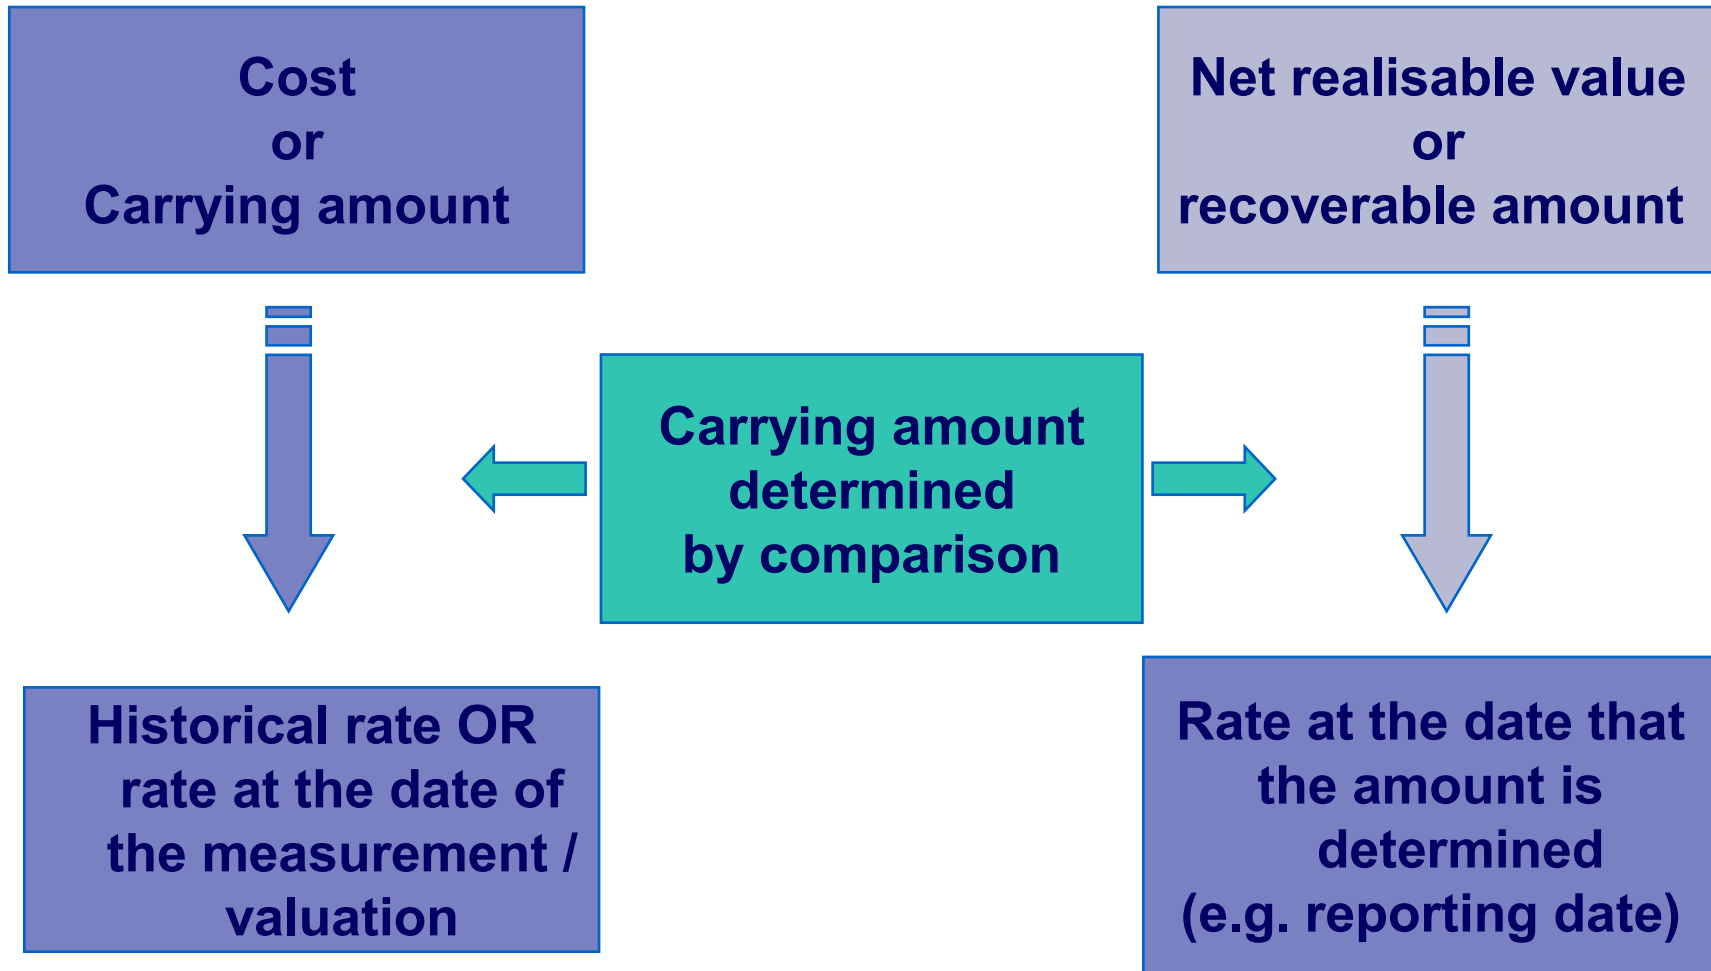 Cost
or
Carrying amount
Net realisable value
or
recoverable amount
Carrying amount
determined
by comparison
Historical rate OR
rate at the date of
the measurement /
valuation
Rate at the date that
the amount is
determined
(e.g. reporting date)